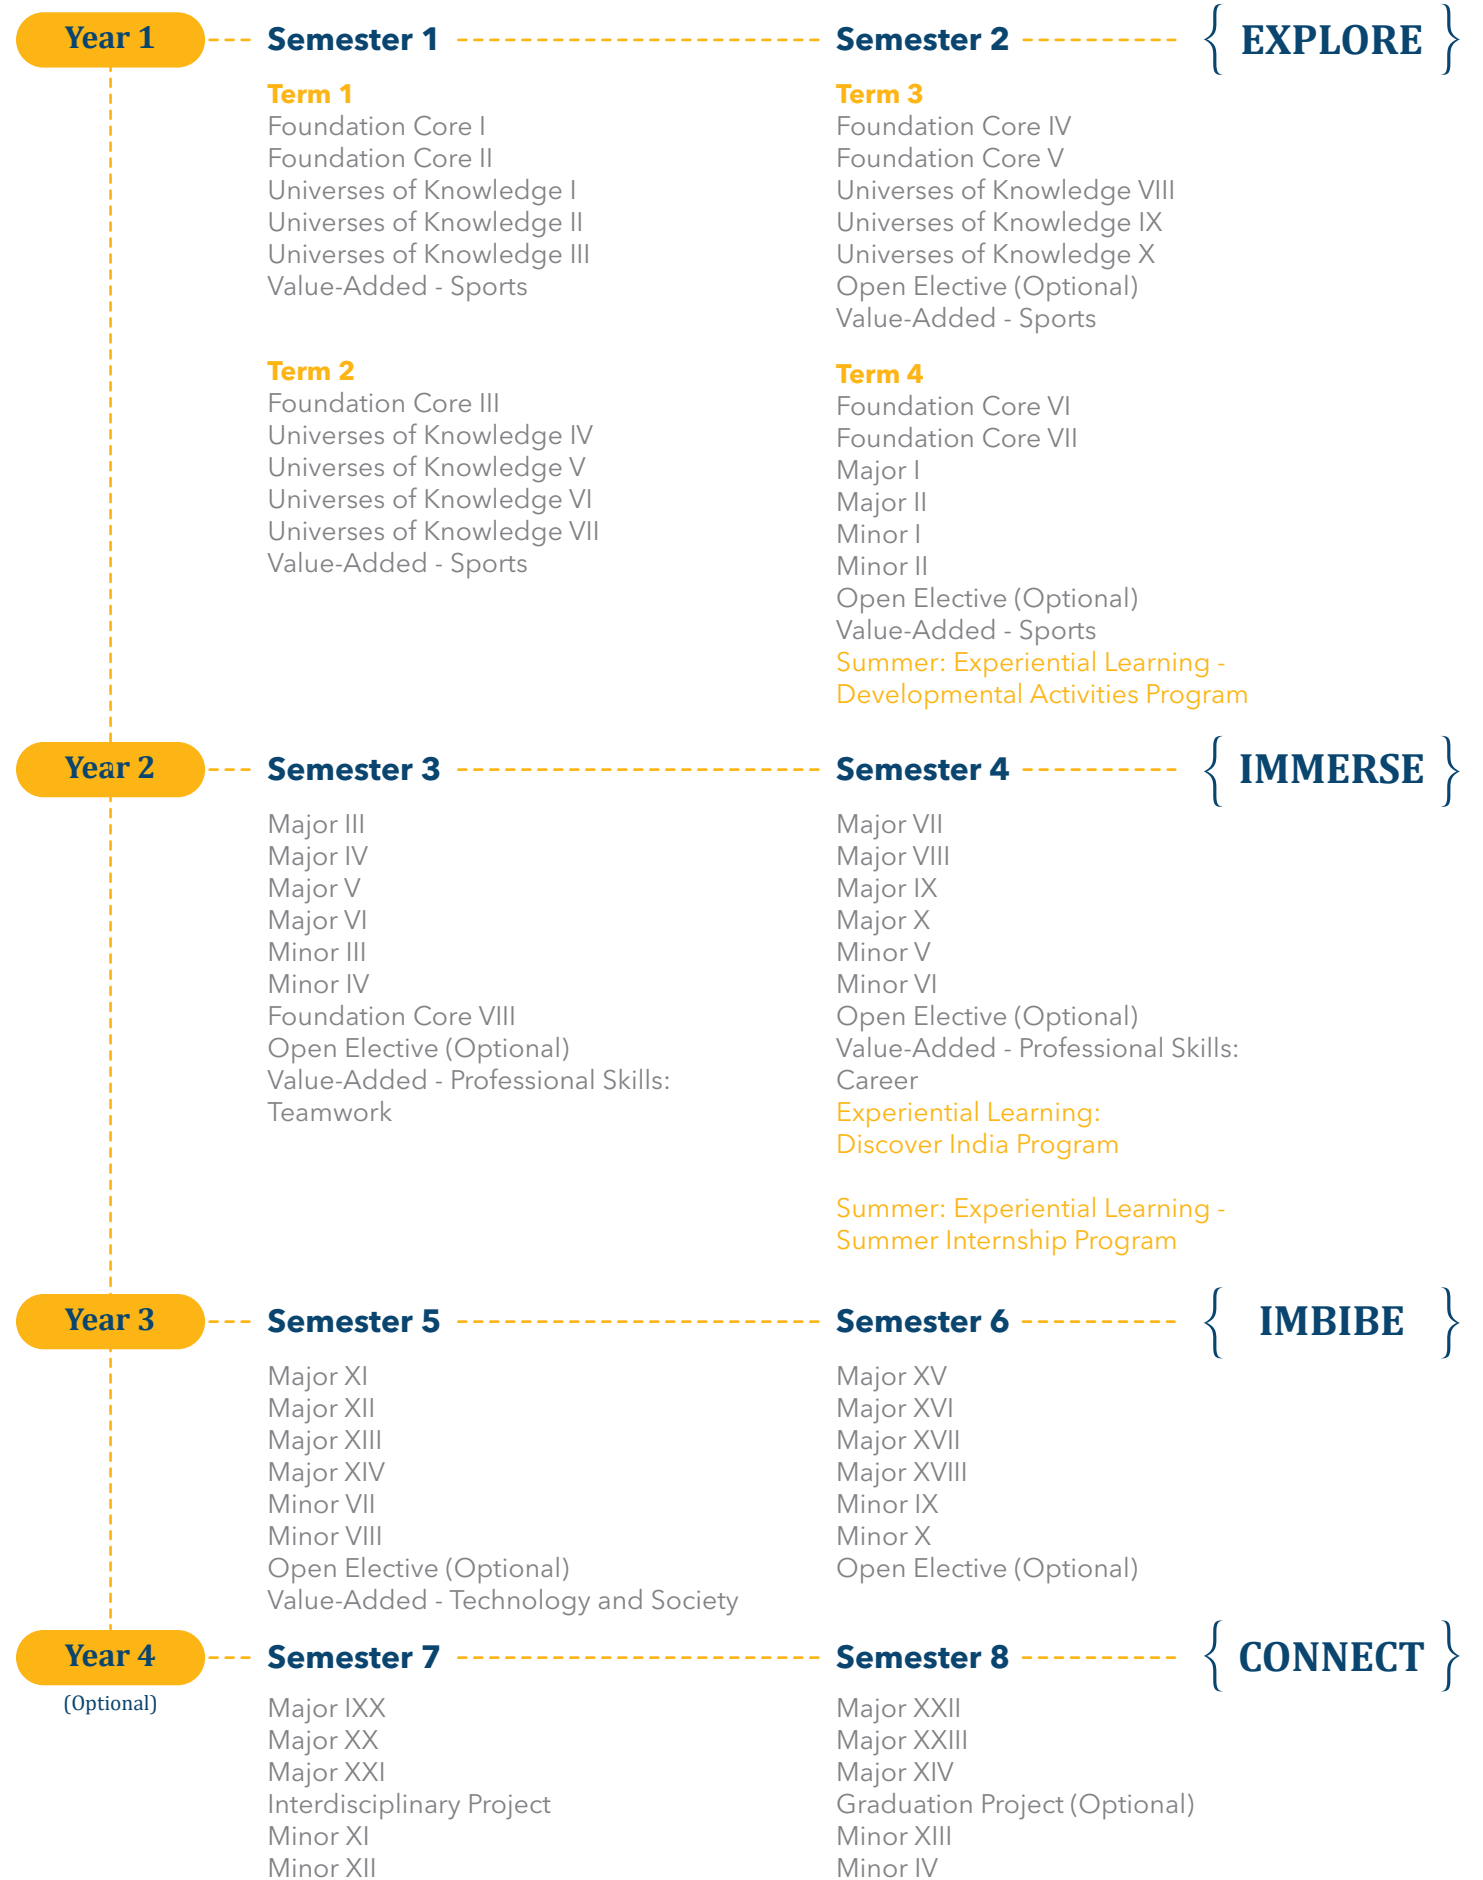 Year 1
Semester 1
Semester 2
{ EXPLORE }
Term 1
Foundation Core I
Foundation Core II
Universes of Knowledge I
Universes of Knowledge II
Universes of Knowledge III
Value-Added - Sports
Term 2
Foundation Core III
Universes of Knowledge IV
Universes of Knowledge V
Universes of Knowledge VI
Universes of Knowledge VII
Value-Added - Sports
Term 3
Foundation Core IV
Foundation Core V
Universes of Knowledge VIII
Universes of Knowledge IX
Universes of Knowledge X
Open Elective (Optional)
Value-Added - Sports
Term 4
Foundation Core VI
Foundation Core VII
Major I
Major II
Minor I
Minor II
Open Elective (Optional)
Value-Added - Sports
Summer: Experiential Learning -
Developmental Activities Program
Year 2
Semester 3
Semester 4
{ IMMERSE }
Major III
Major IV
Major V
Major VI
Minor III
Minor IV
Foundation Core VIII
Open Elective (Optional)
Value-Added - Professional Skills:
Teamwork
Major VII
Major VIII
Major IX
Major X
Minor V
Minor VI
Open Elective (Optional)
Value-Added - Professional Skills:
Career
Experiential Learning:
Discover India Program
Summer: Experiential Learning -
Summer Internship Program
Year 3
Semester 5
Semester 6
{ IMBIBE }
Major XI
Major XII
Major XIII
Major XIV
Minor VII
Minor VIII
Open Elective (Optional)
Value-Added - Technology and Society
Major XV
Major XVI
Major XVII
Major XVIII
Minor IX
Minor X
Open Elective (Optional)
Year 4
(Optional)
Semester 7
Semester 8
{ CONNECT }
Major IXX
Major XX
Major XXI
Interdisciplinary Project
Minor XI
Minor XII
Major XXII
Major XXIII
Major XIV
Graduation Project (Optional)
Minor XIII
Minor IV